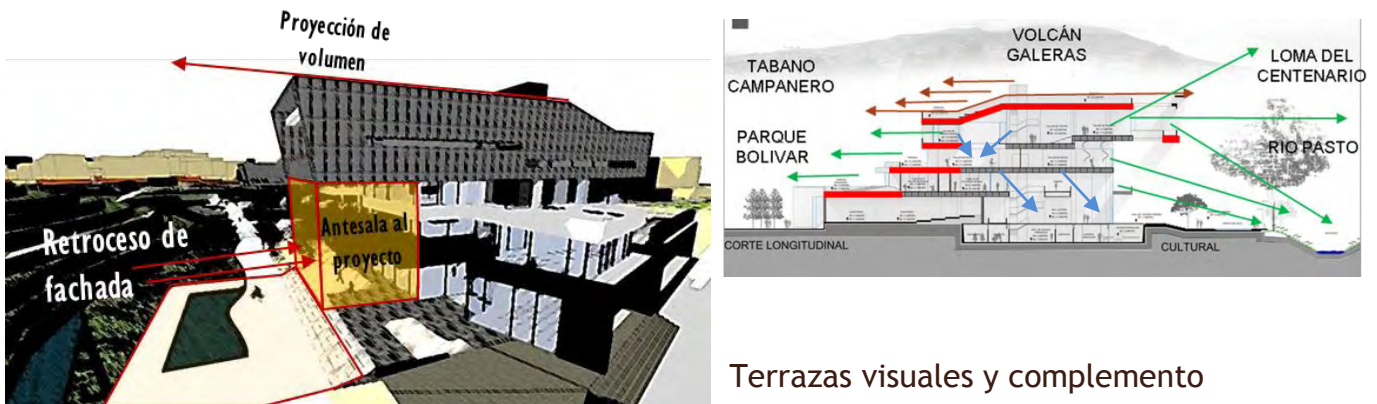 Proyección de
volumen
Retroceso de
fachada
Antesala al
proyecto
VOLCÁN
GALERAS
TABANO
CAMPANERO
LOMA DEL
CENTENARIO
PARQUE
BOLIVAR
RIO PASTO
CORTE LONGITUDINAL
CULTURAL
Terrazas visuales y complemento